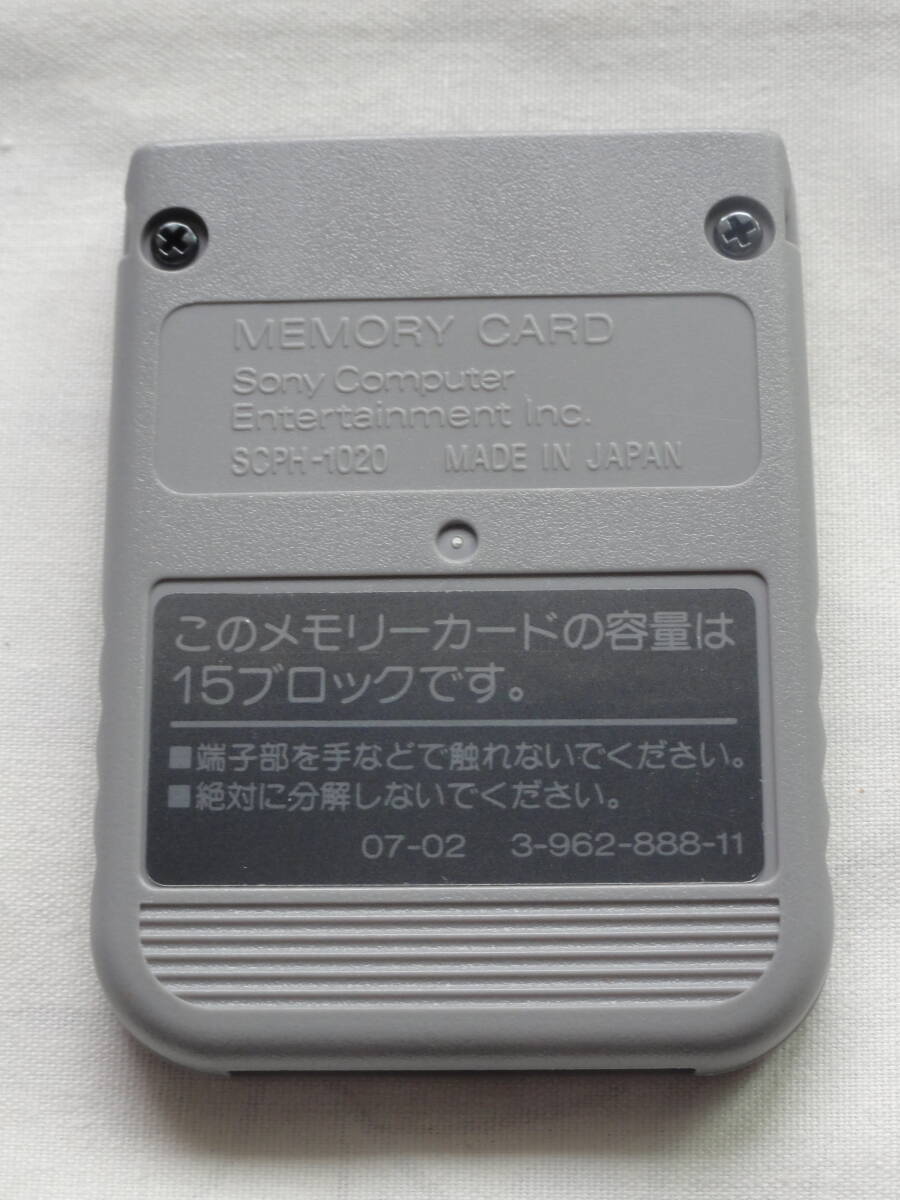 MEMORY CARD
Sony Computer
Entertainment Inc.
SCPH-1020 MADE IN JAPAN
このメモリーカードの容量は
15ブロックです。
■端子部を手などで触れないでください。
■絶対に分解しないでください。
07-02 3-962-888-11